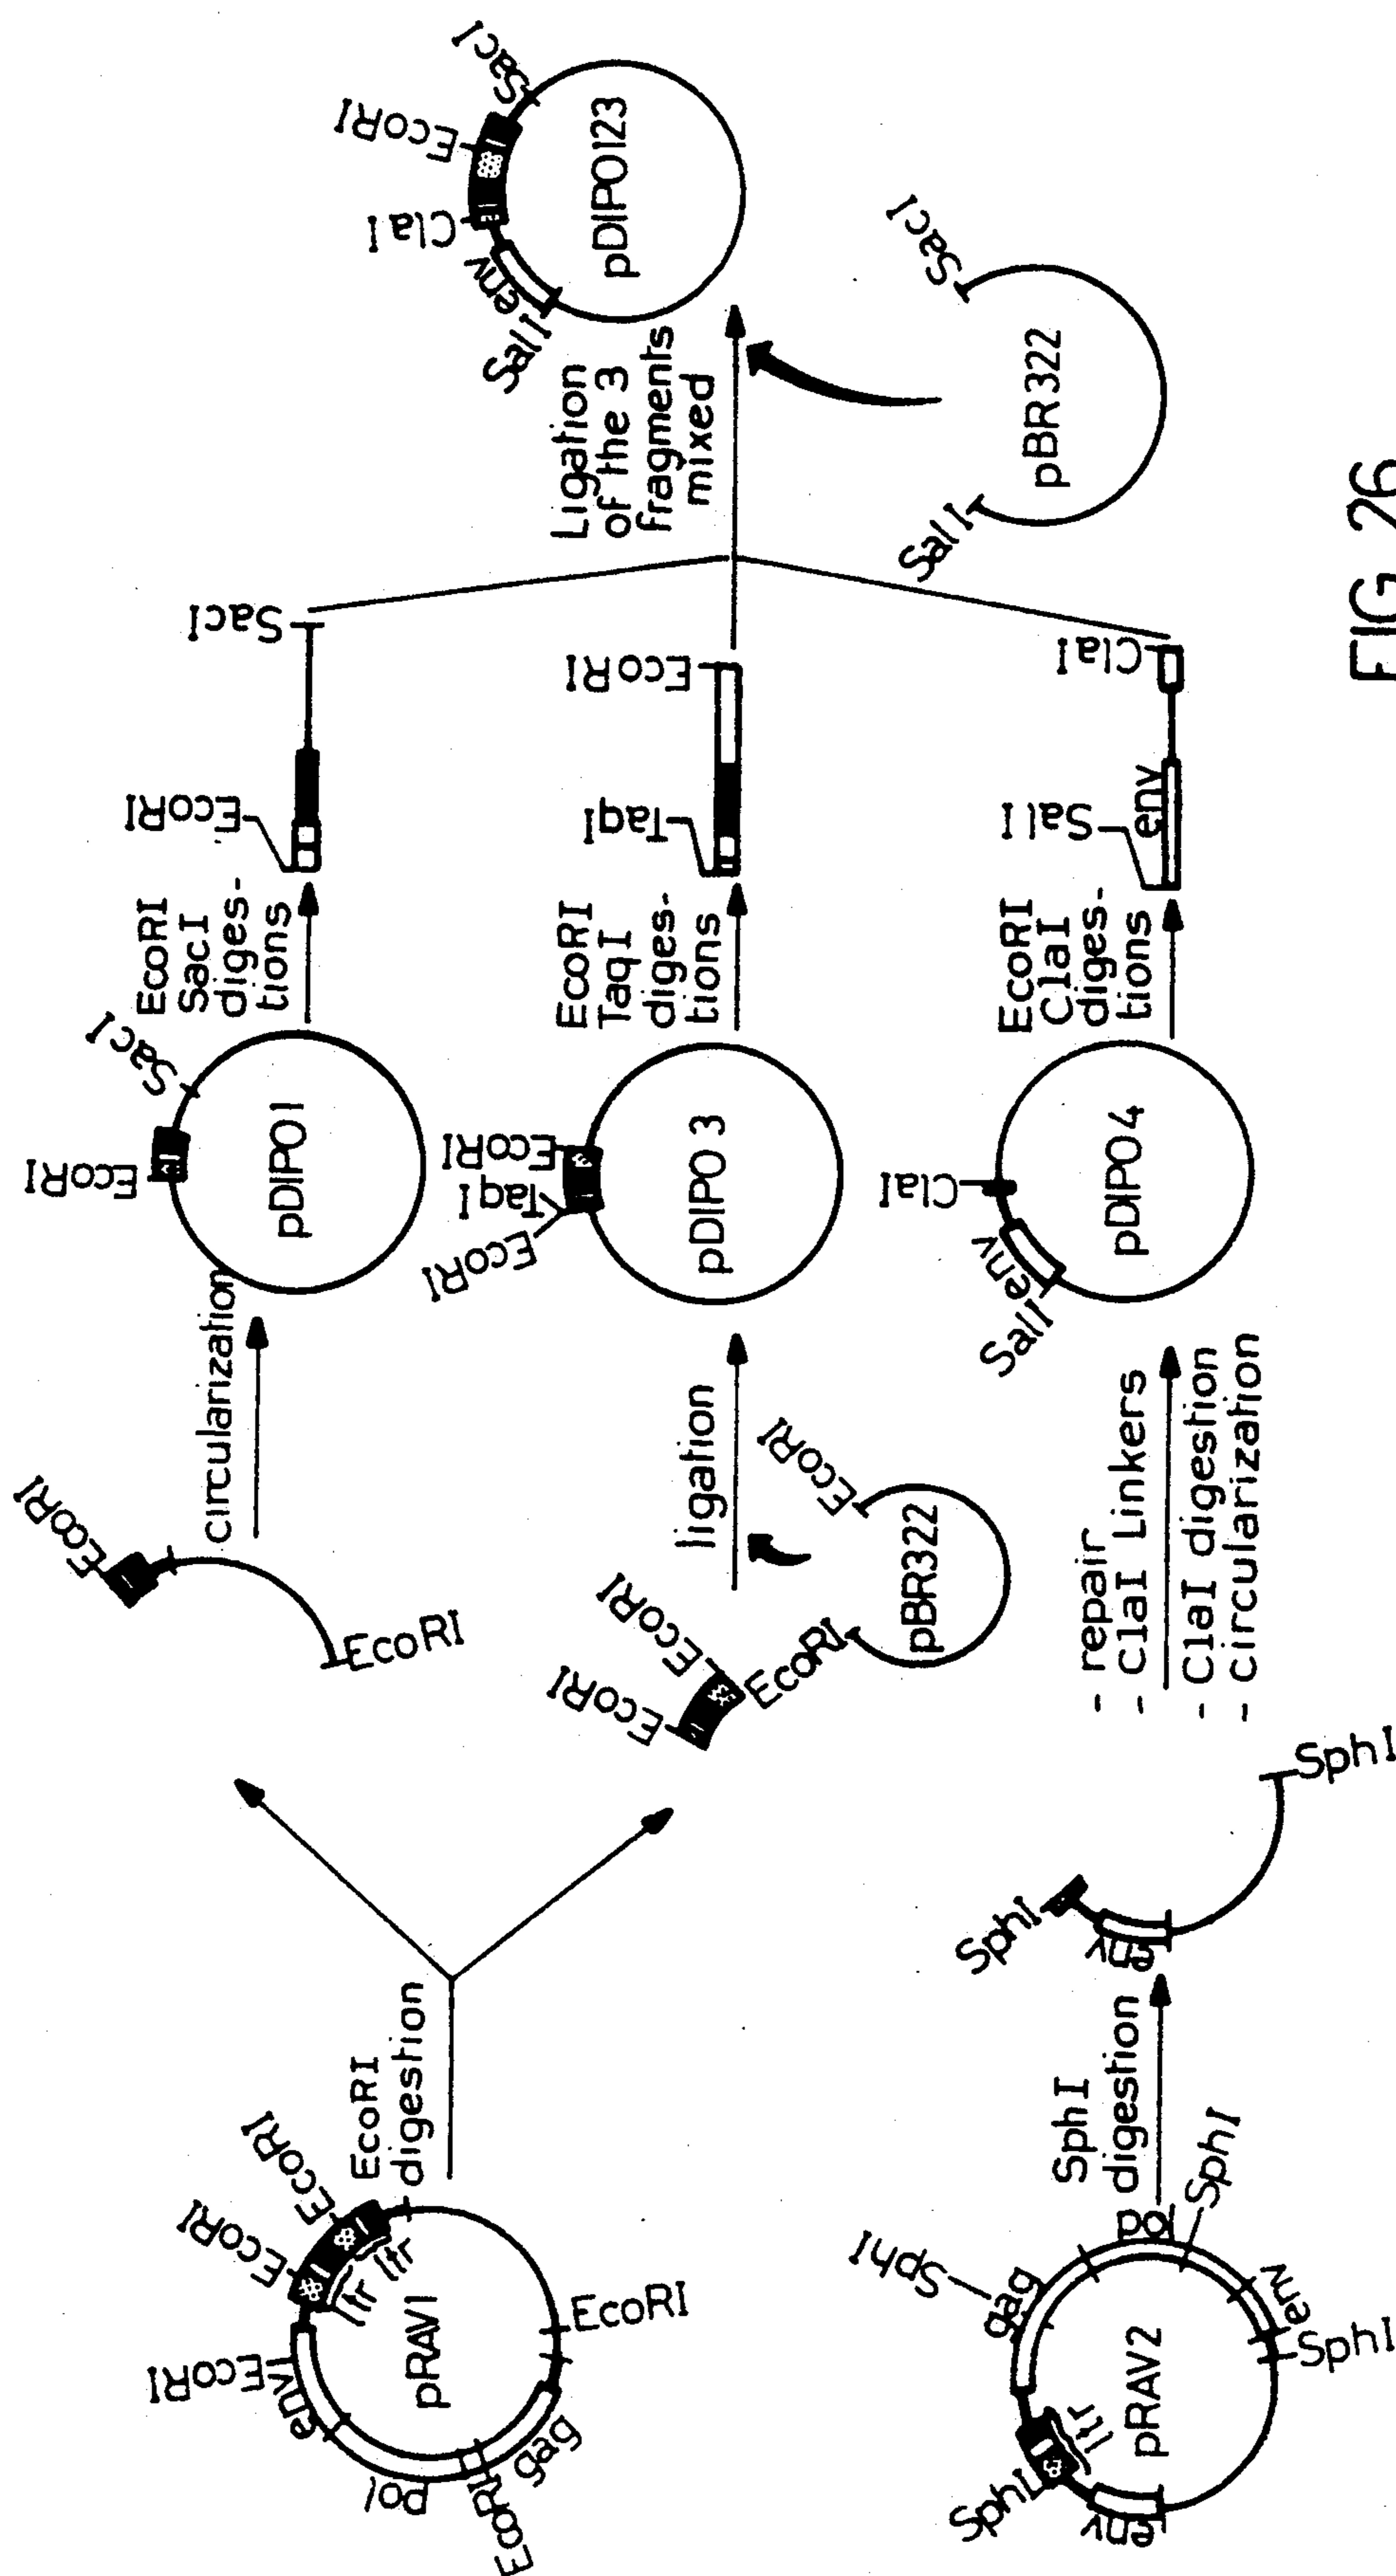 EcoRI
EcoRI
EcoRI
env
ltr
ltr
pRAV1
pol
EcoRI
gag
EcoRI
EcoRI
digestion
EcoRI
EcoRI
circularization
EcoRI
SacI
pDIPO1
EcoRI
SacI
diges-
tions
EcoRI
SacI
EcoRI
EcoRI
EcoRI
EcoRI
pBR322
ligation
EcoRI
TaqI
EcoRI
pDIPO3
EcoRI
TaqI
diges-
tions
TaqI
EcoRI
SphI
gag
pol
SphI
env
SphI
SphI
ltr
env
pRAV2
SphI
digestion
SphI
env
SphI
- repair
- ClaI Linkers
- ClaI digestion
- circularization
ClaI
env
SalI
pDIPO4
EcoRI
ClaI
diges-
tions
SalI
env
ClaI
Ligation
of the 3
fragments
mixed
SalI
SacI
pBR322
SalI
env
ClaI
EcoRI
SacI
pDIPO123
FIG. 26